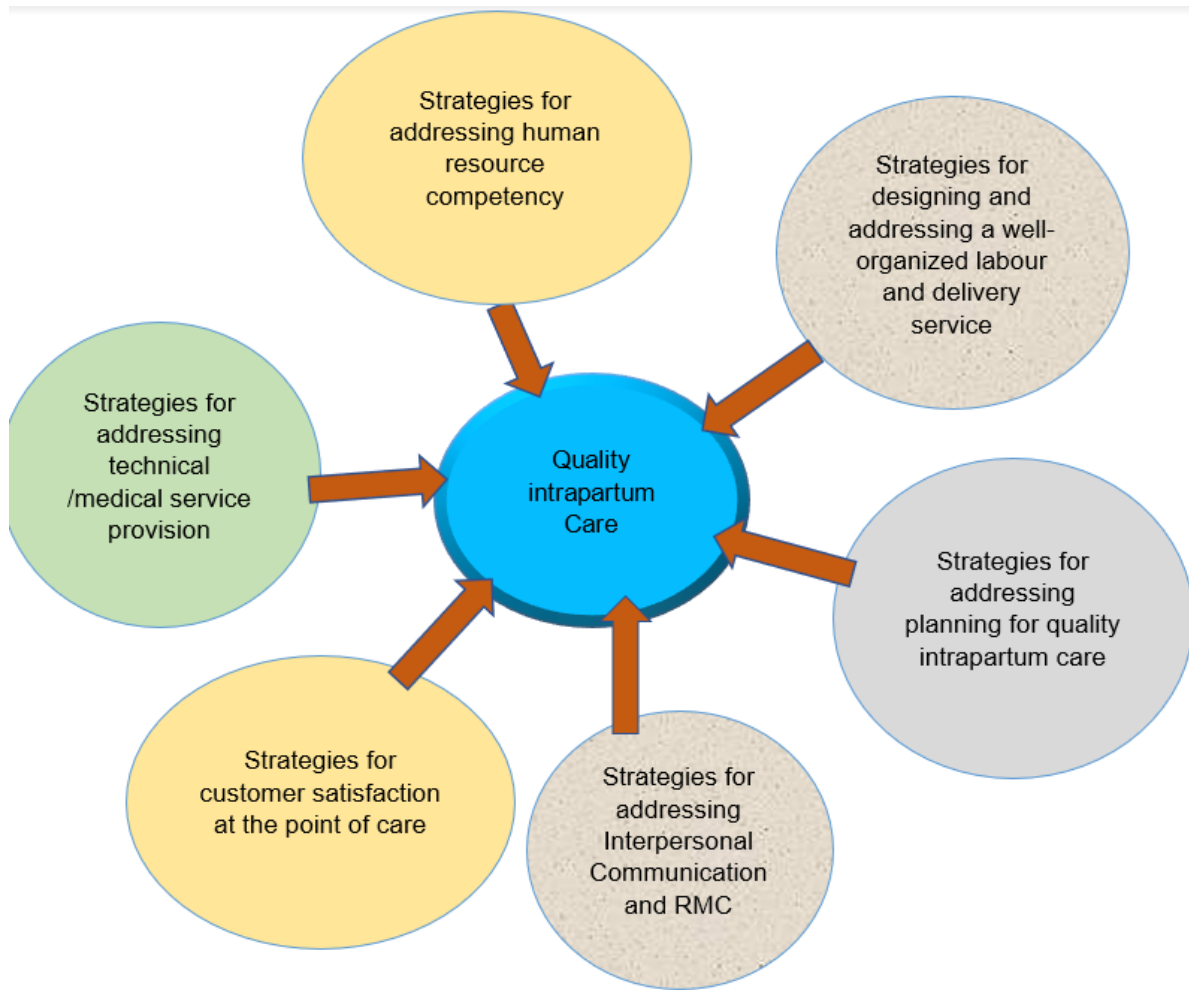 Strategies for
addressing human
resource
competency
Strategies for
designing and
addressing a well-
organized labour
and delivery
service
Strategies for
addressing
technical
/medical service
provision
Quality
intrapartum
Care
Strategies for
addressing
planning for quality
intrapartum care
Strategies for
customer satisfaction
at the point of care
Strategies for
addressing
Interpersonal
Communication
and RMC